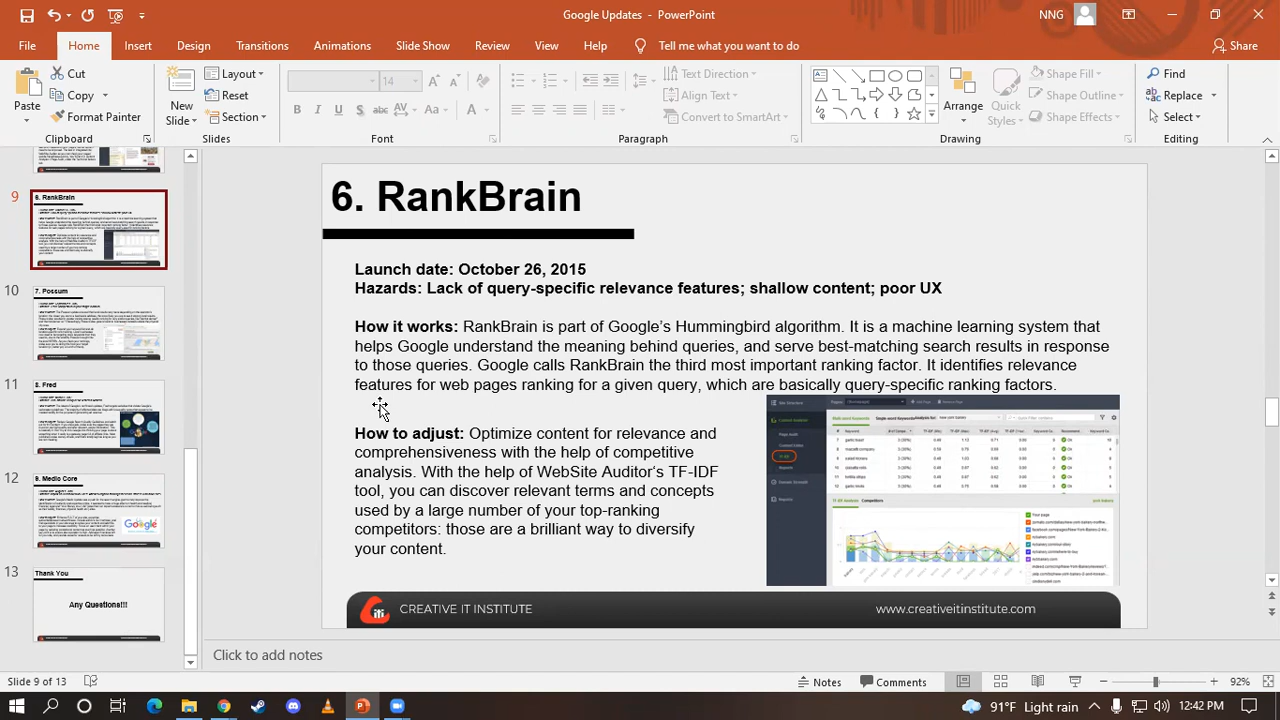 Google Updates - PowerPoint
NNG
File Home Insert Design Transitions Animations Slide Show Review View Help Tell me what you want to do Share
Paste
Cut
Copy
Format Painter
Clipboard
New
Slide
Layout
Reset
Section
Slides
14
Font
Text Direction
Align Text
Convert to SmartArt
Paragraph
Arrange
Quick
Styles
Shape Fill
Shape Outline
Shape Effects
Drawing
Find
Replace
Select
Editing
9
6. RankBrain
10
7. Possum
11
8. Fred
12
9. Medic Core
Google
13
Thank You
Any Questions!!!
6. RankBrain
Launch date: October 26, 2015
Hazards: Lack of query-specific relevance features; shallow content; poor UX
How it works: RankBrain is part of Google's Hummingbird algorithm. It is a machine learning system that
helps Google understand the meaning behind queries, and serve best-matching search results in response
to those queries. Google calls RankBrain the third most important ranking factor. It identifies relevance
features for web pages ranking for a given query, which are basically query-specific ranking factors.
How to adjust: Optimize content for relevance and
comprehensiveness with the help of competitive
analysis. With the help of WebSite Auditor's TF-IDF
tool, you can discover relevant terms and concepts
used by a large number of your top-ranking
competitors: those are a brilliant way to diversify
your content.
CREATIVE IT INSTITUTE
www.creativeitinstitute.com
Click to add notes
Slide 9 of 13
Notes
Comments
92%
91°F Light rain
12:42 PM